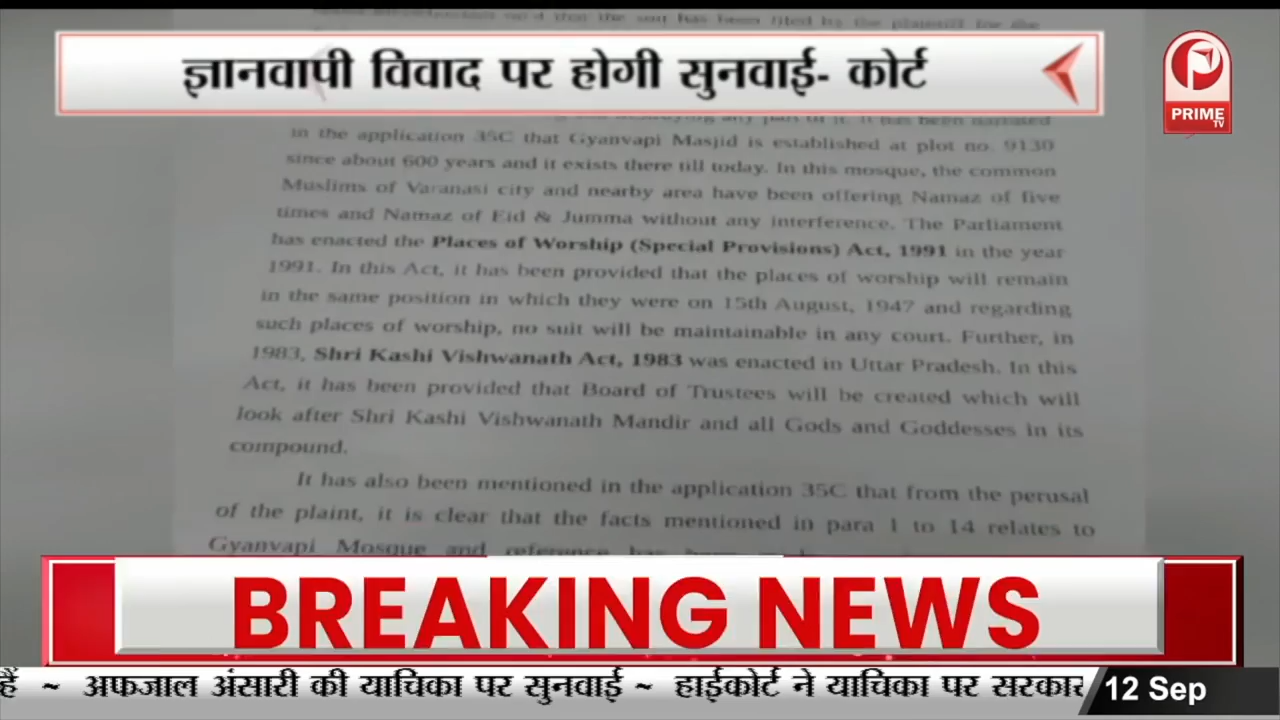 ज्ञानवापी विवाद पर होगी सुनवाई- कोर्ट
PRIME
TV
in the application 35C that Gyanvapi Masjid is established at plot no. 9130
since about 600 years and it exists there till today. In this mosque, the common
Muslims of Varanasi city and nearby area have been offering Namaz of five
times and Namaz of Eid & Jumma without any interference. The Parliament
has enacted the Places of Worship (Special Provisions) Act, 1991 in the year
1991. In this Act, it has been provided that the places of worship will remain
in the same position in which they were on 15th August, 1947 and regarding
such places of worship, no suit will be maintainable in any court. Further, in
1983, Shri Kashi Vishwanath Act, 1983 was enacted in Uttar Pradesh. In this
Act, it has been provided that Board of Trustees will be created which will
look after Shri Kashi Vishwanath Mandir and all Gods and Goddesses in its
compound.
It has also been mentioned in the application 35C that from the perusal
of the plaint, it is clear that the facts mentioned in para 1 to 14 relates to
Gyanvapi Mosque and reference has been
BREAKING NEWS
हैं ~ अफजाल अंसारी की याचिका पर सुनवाई ~ हाईकोर्ट ने याचिका पर सरकार
12 Sep